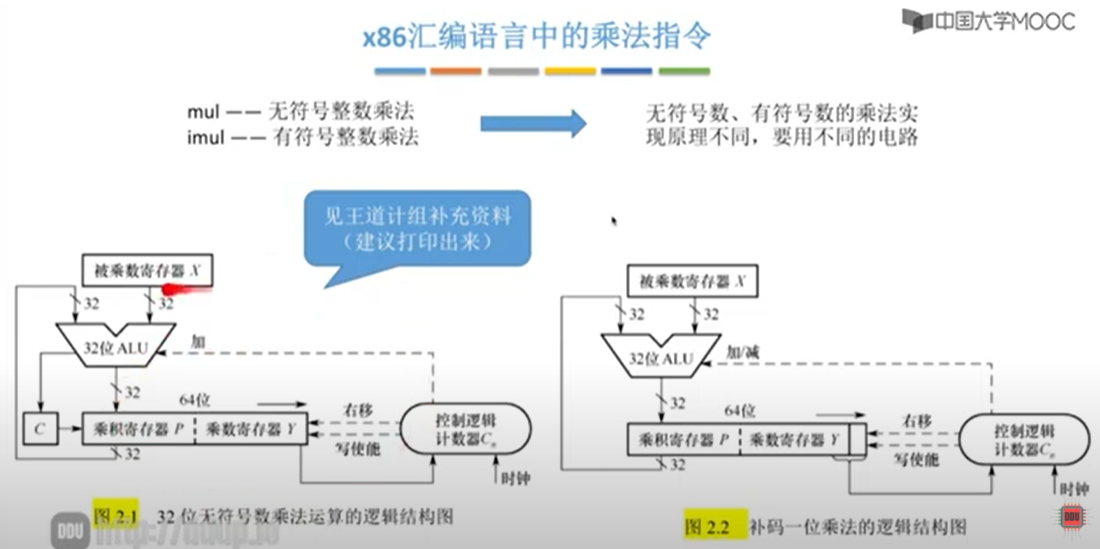 中国大学MOOC
x86汇编语言中的乘法指令
mul —— 无符号整数乘法
imul —— 有符号整数乘法
无符号数、有符号数的乘法实
现原理不同，要用不同的电路
见王道计组补充资料
（建议打印出来）
被乘数寄存器 X
32
32
32位 ALU
加
32
64位
C
乘积寄存器 P
乘数寄存器 Y
右移
写使能
控制逻辑
计数器Cn
32
时钟
图 2.1 32 位无符号数乘法运算的逻辑结构图
被乘数寄存器 X
32
32
32位 ALU
加/减
32
64位
乘积寄存器 P
乘数寄存器 Y
右移
写使能
控制逻辑
计数器Cn
32
时钟
图 2.2 补码一位乘法的逻辑结构图
DDU
DDU